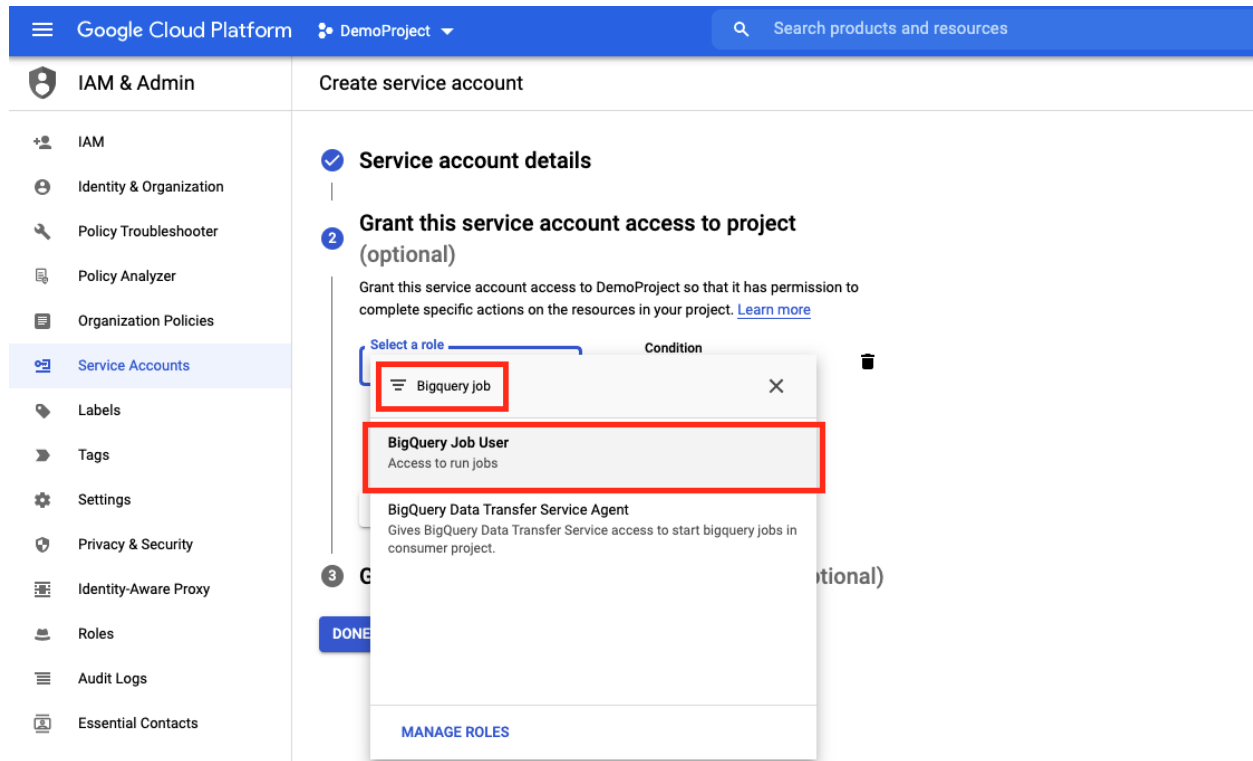 Google Cloud Platform
DemoProject
Search products and resources
IAM & Admin
Create service account
IAM
Identity & Organization
Policy Troubleshooter
Policy Analyzer
Organization Policies
Service Accounts
Labels
Tags
Settings
Privacy & Security
Identity-Aware Proxy
Roles
Audit Logs
Essential Contacts
Service account details
2
Grant this service account access to project
(optional)
Grant this service account access to DemoProject so that it has permission to
complete specific actions on the resources in your project. Learn more
Select a role
Condition
Bigquery job
BigQuery Job User
Access to run jobs
BigQuery Data Transfer Service Agent
Gives BigQuery Data Transfer Service access to start bigquery jobs in
consumer project.
MANAGE ROLES
3
DONE